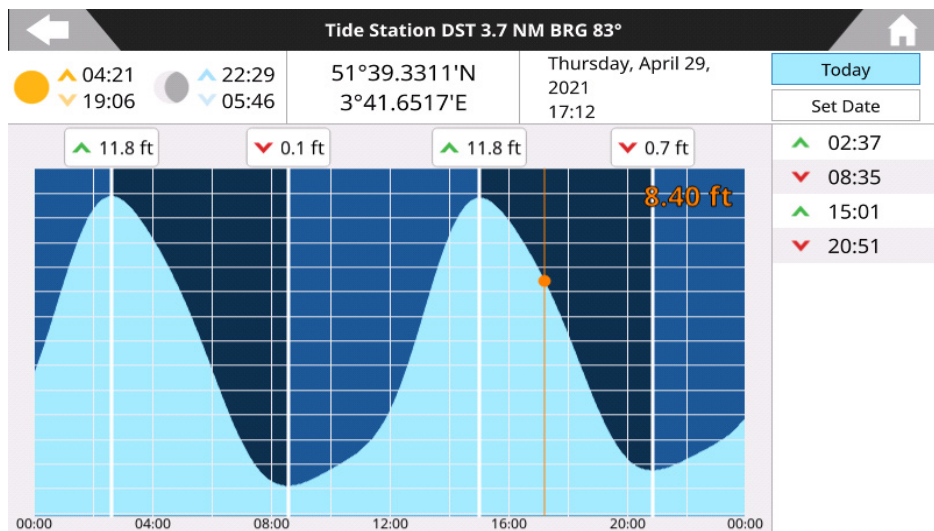 Tide Station DST 3.7 NM BRG 83°
04:21
19:06
22:29
05:46
51°39.3311'N
3°41.6517'E
Thursday, April 29,
2021
17:12
Today
Set Date
11.8 ft
0.1 ft
11.8 ft
0.7 ft
8.40 ft
02:37
08:35
15:01
20:51
00:00 04:00 08:00 12:00 16:00 20:00 00:00